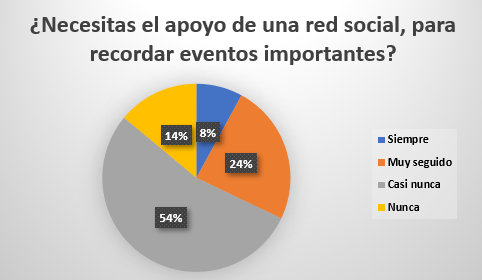 ¿Necesitas el apoyo de una red social, para
recordar eventos importantes?
8%
24%
54%
14%
Siempre
Muy seguido
Casi nunca
Nunca